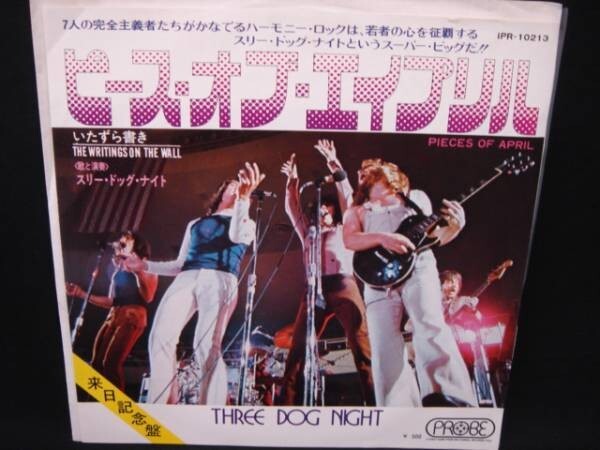 7人の完全主義者たちがかなでるハーモニー・ロックは、若者の心を征覇する
スリー・ドッグ・ナイトというスーパー・ビッグだ!!
IPR-10213
ピース・オブ・エイプリル
PIECES OF APRIL
いたずら書き
THE WRITINGS ON THE WALL
〈歌と演奏〉
スリー・ドッグ・ナイト
来日記念盤
THREE DOG NIGHT
¥500
PROBE